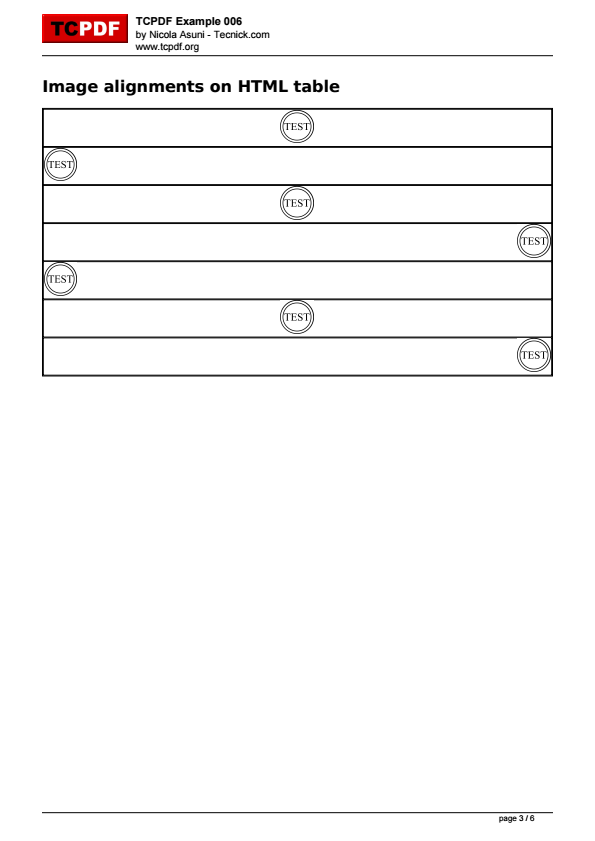 TCPDF
TCPDF Example 006
by Nicola Asuni - Tecnick.com
www.tcpdf.org
Image alignments on HTML table
TEST
TEST
TEST
TEST
TEST
TEST
TEST
page 3 / 6